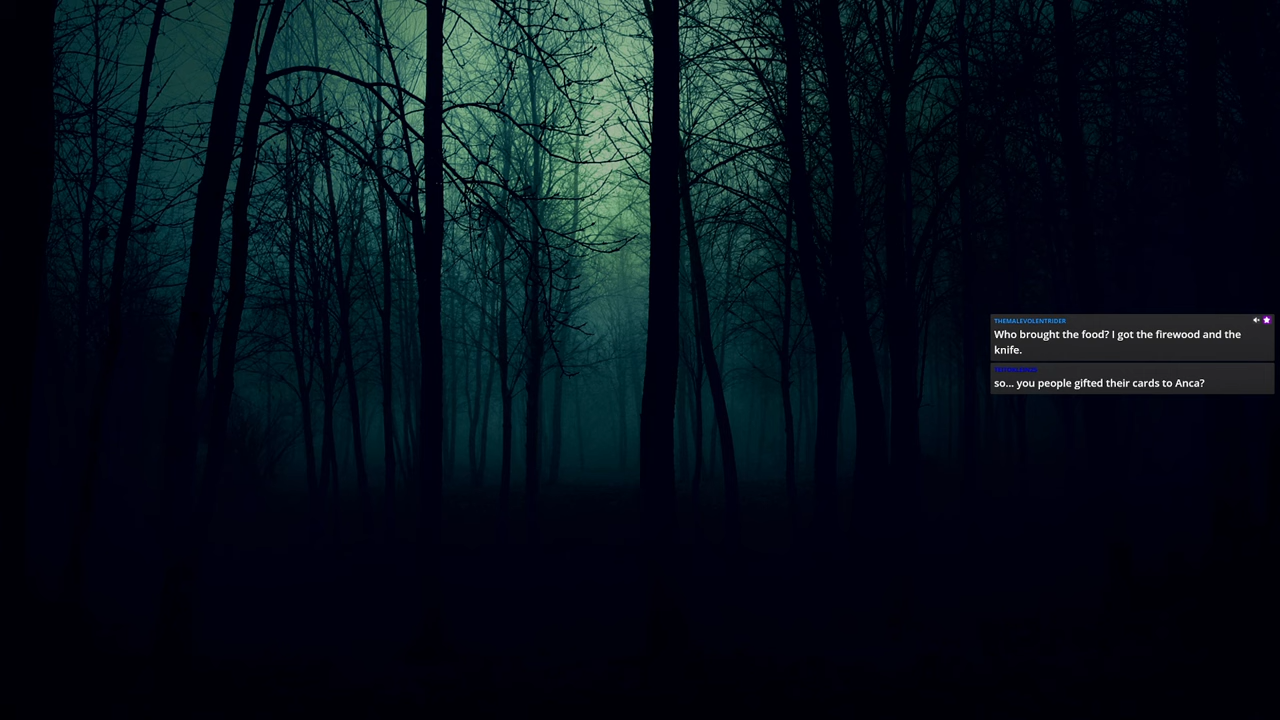 THEMALEVOLENTRIDER
Who brought the food? I got the firewood and the
knife.
so... you people gifted their cards to Anca?